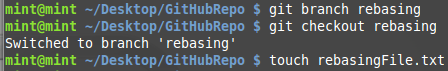 mint@mint ~/Desktop/GitHubRepo $ git branch rebasing
mint@mint ~/Desktop/GitHubRepo $ git checkout rebasing
Switched to branch 'rebasing'
mint@mint ~/Desktop/GitHubRepo $ touch rebasingFile.txt